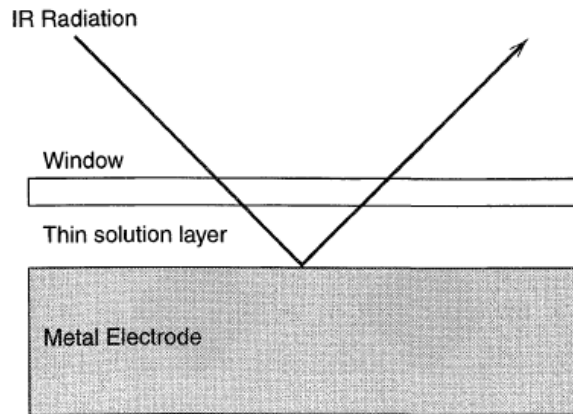 IR Radiation
Window
Thin solution layer
Metal Electrode